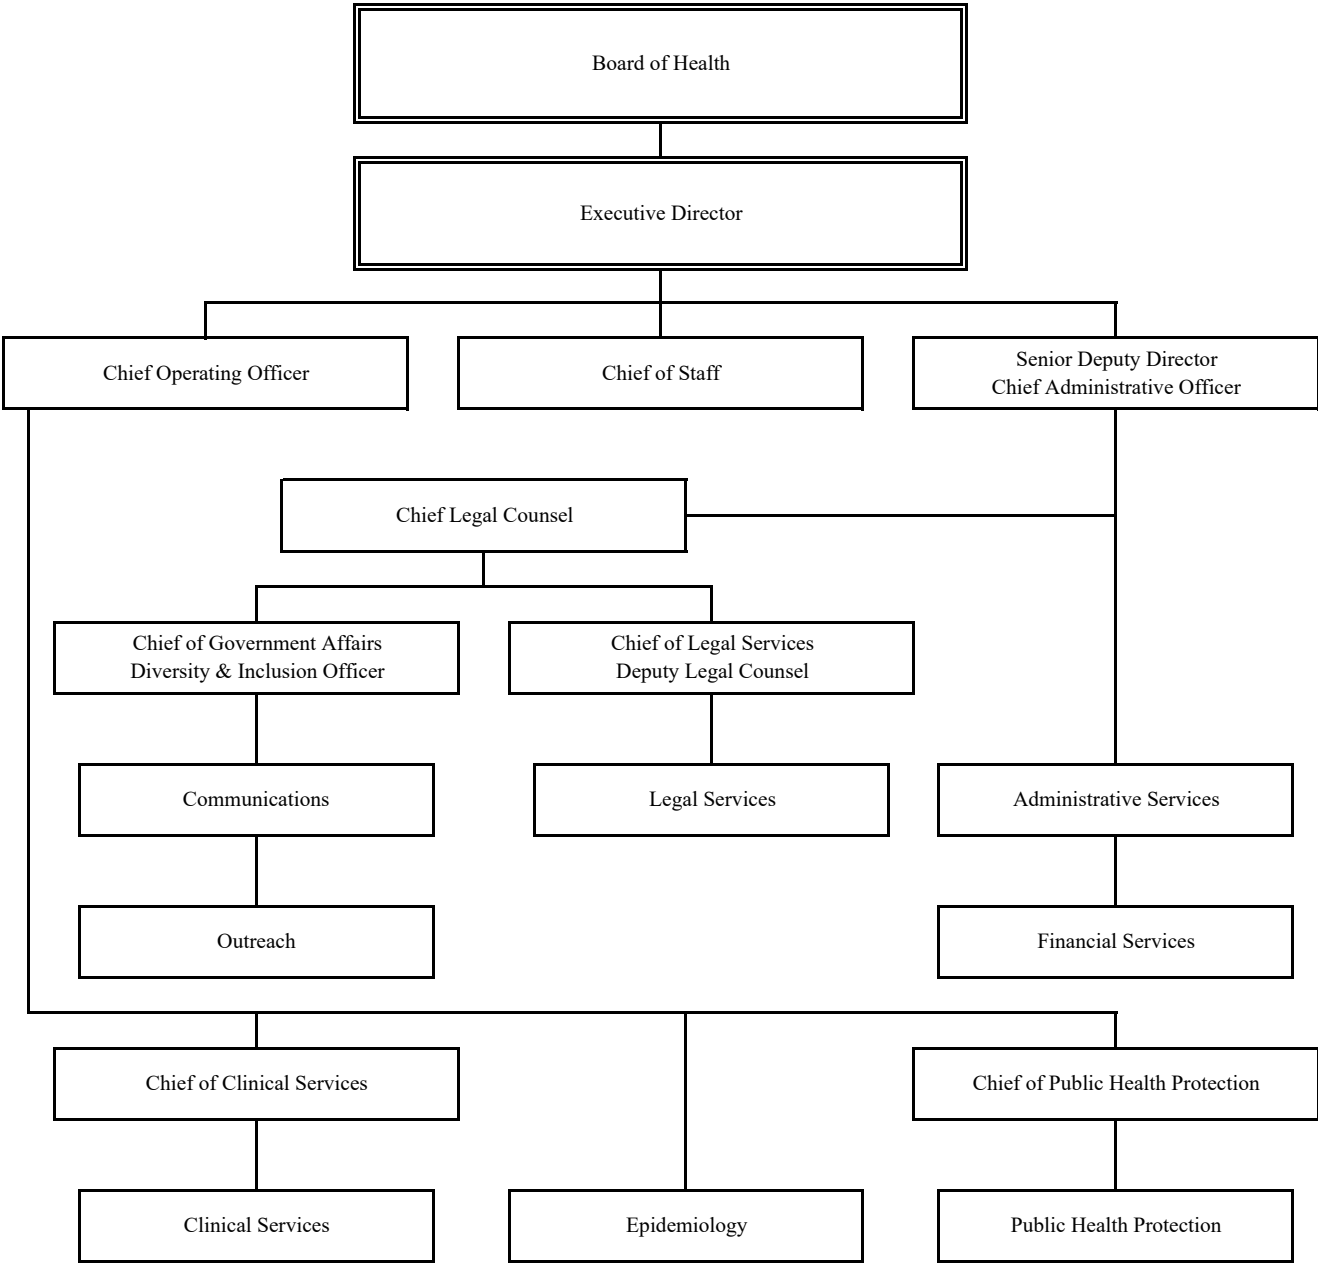 Board of Health
Executive Director
Chief Operating Officer
Chief of Staff
Senior Deputy Director
Chief Administrative Officer
Chief Legal Counsel
Chief of Government Affairs
Diversity & Inclusion Officer
Chief of Legal Services
Deputy Legal Counsel
Communications
Legal Services
Administrative Services
Outreach
Financial Services
Chief of Clinical Services
Chief of Public Health Protection
Clinical Services
Epidemiology
Public Health Protection